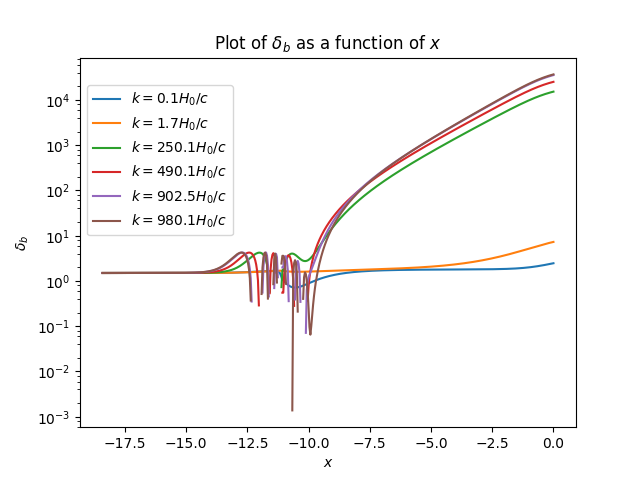 Plot of δ_b as a function of x
k = 0.1H_0/c
k = 1.7H_0/c
k = 250.1H_0/c
k = 490.1H_0/c
k = 902.5H_0/c
k = 980.1H_0/c
10^4
10^3
10^2
10^1
10^0
10^−1
10^−2
10^−3
δ_b
−17.5 −15.0 −12.5 −10.0 −7.5 −5.0 −2.5 0.0
x